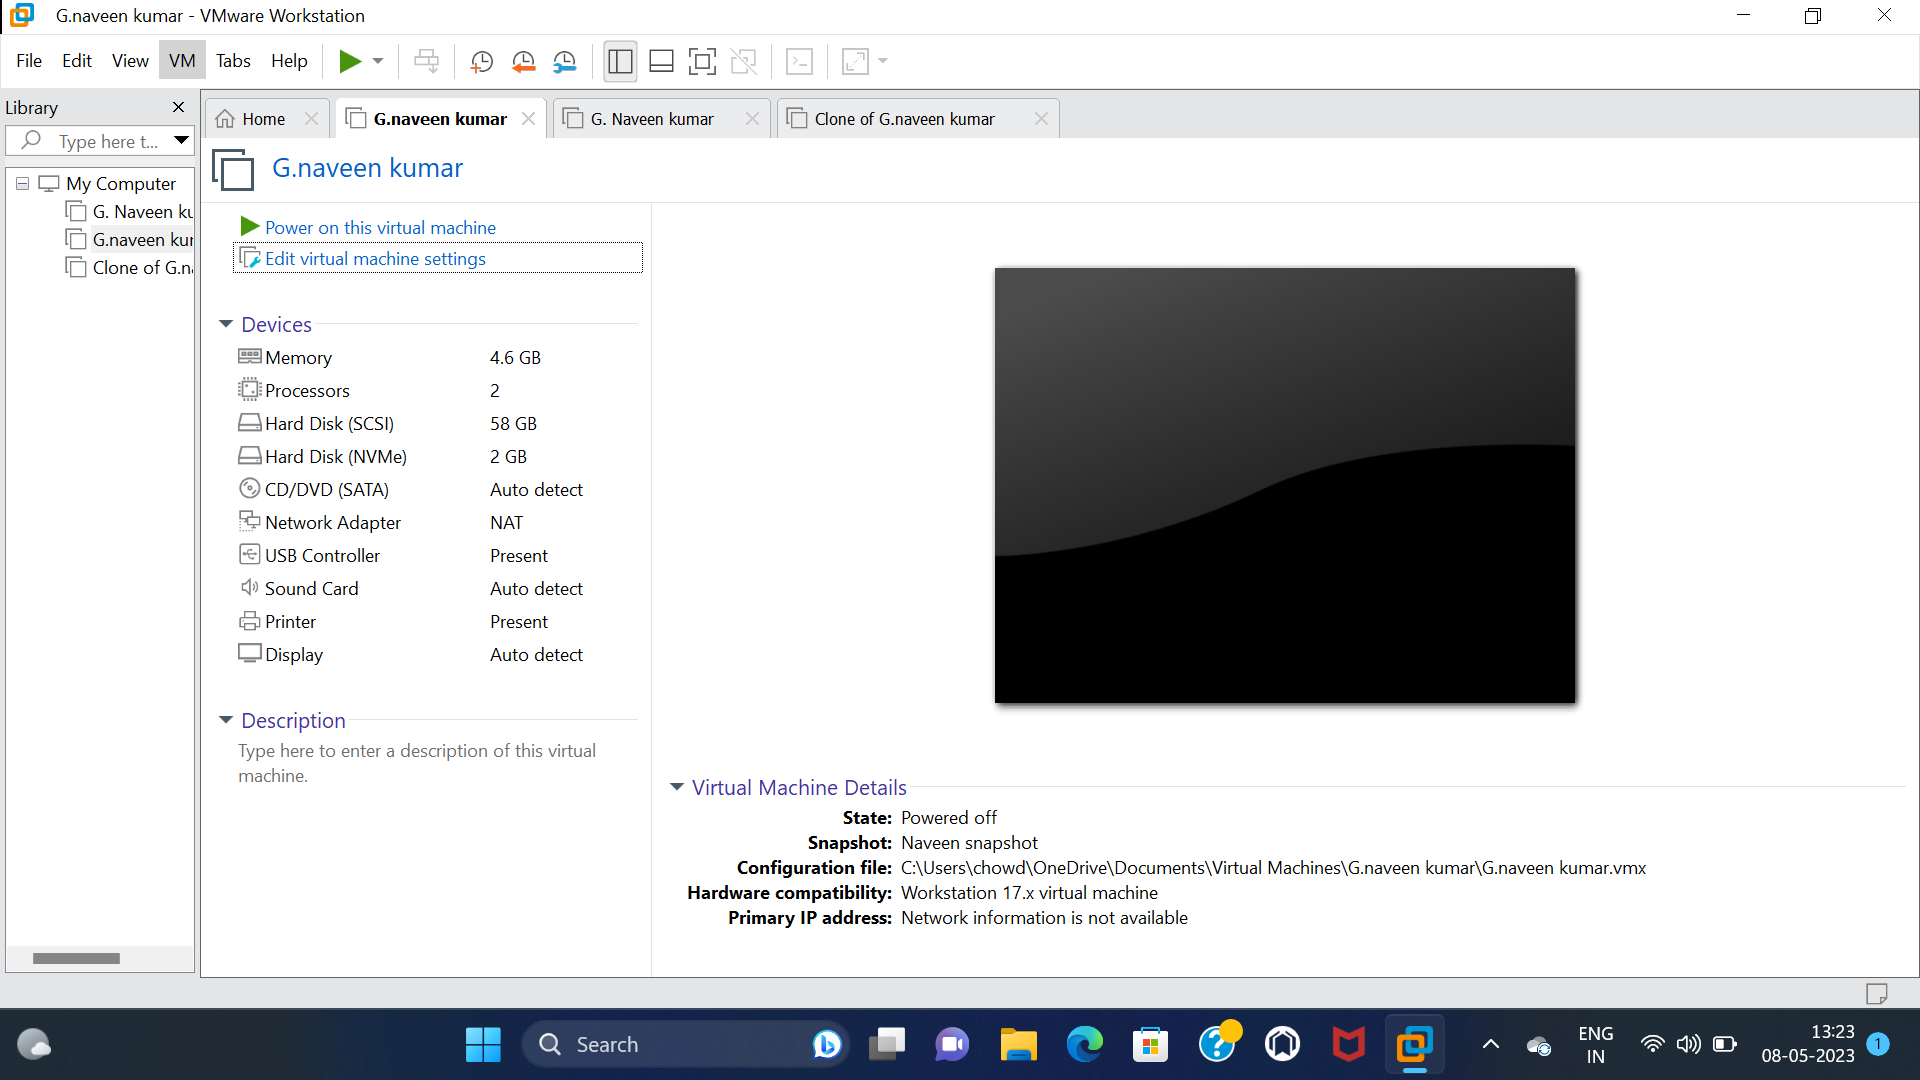 G.naveen kumar - VMware Workstation
File Edit View VM Tabs Help
Library
Type here t...
My Computer
G. Naveen ku
G.naveen kur
Clone of G.na
Home
G.naveen kumar
G. Naveen kumar
Clone of G.naveen kumar
G.naveen kumar
Power on this virtual machine
Edit virtual machine settings
Devices
Memory 4.6 GB
Processors 2
Hard Disk (SCSI) 58 GB
Hard Disk (NVMe) 2 GB
CD/DVD (SATA) Auto detect
Network Adapter NAT
USB Controller Present
Sound Card Auto detect
Printer Present
Display Auto detect
Description
Type here to enter a description of this virtual
machine.
Virtual Machine Details
State: Powered off
Snapshot: Naveen snapshot
Configuration file: C:\Users\chowd\OneDrive\Documents\Virtual Machines\G.naveen kumar\G.naveen kumar.vmx
Hardware compatibility: Workstation 17.x virtual machine
Primary IP address: Network information is not available
Search
ENG
IN
13:23
08-05-2023
1